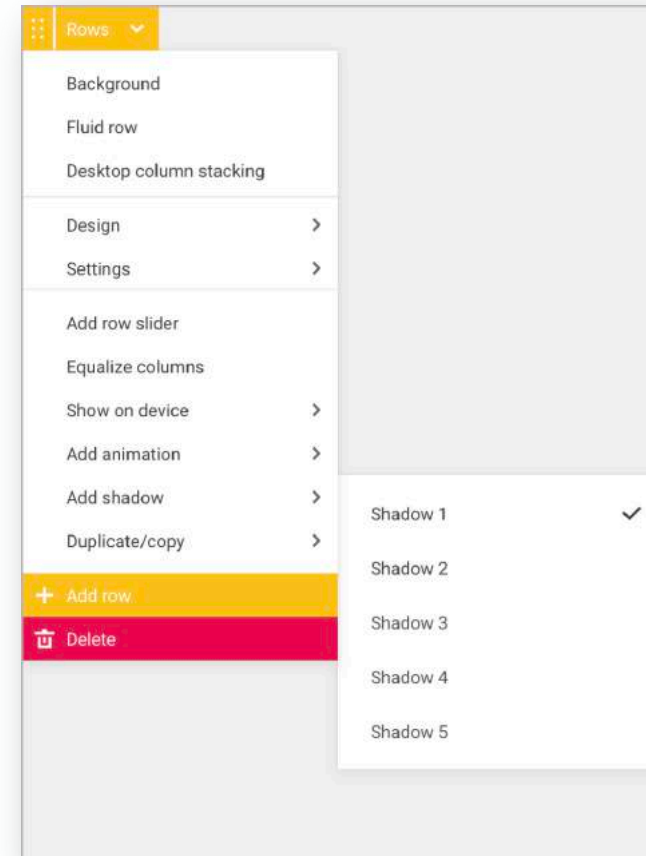 Rows
Background
Fluid row
Desktop column stacking
Design
Settings
Add row slider
Equalize columns
Show on device
Add animation
Add shadow
Duplicate/copy
Add row
Delete
Shadow 1
Shadow 2
Shadow 3
Shadow 4
Shadow 5